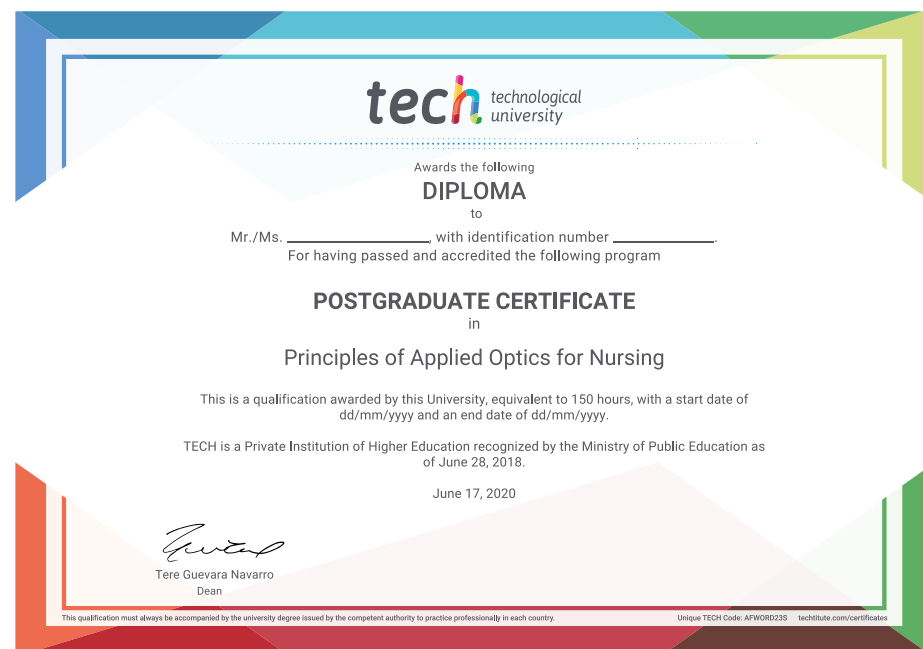 tech technological
university
Awards the following
DIPLOMA
to
Mr./Ms. ____________, with identification number ____________.
For having passed and accredited the following program
POSTGRADUATE CERTIFICATE
in
Principles of Applied Optics for Nursing
This is a qualification awarded by this University, equivalent to 150 hours, with a start date of
dd/mm/yyyy and an end date of dd/mm/yyyy.
TECH is a Private Institution of Higher Education recognized by the Ministry of Public Education as
of June 28, 2018.
June 17, 2020
Tere Guevara Navarro
Dean
This qualification must always be accompanied by the university degree issued by the competent authority to practice professionally in each country.
Unique TECH Code: AFWORD23S techtitute.com/certificates